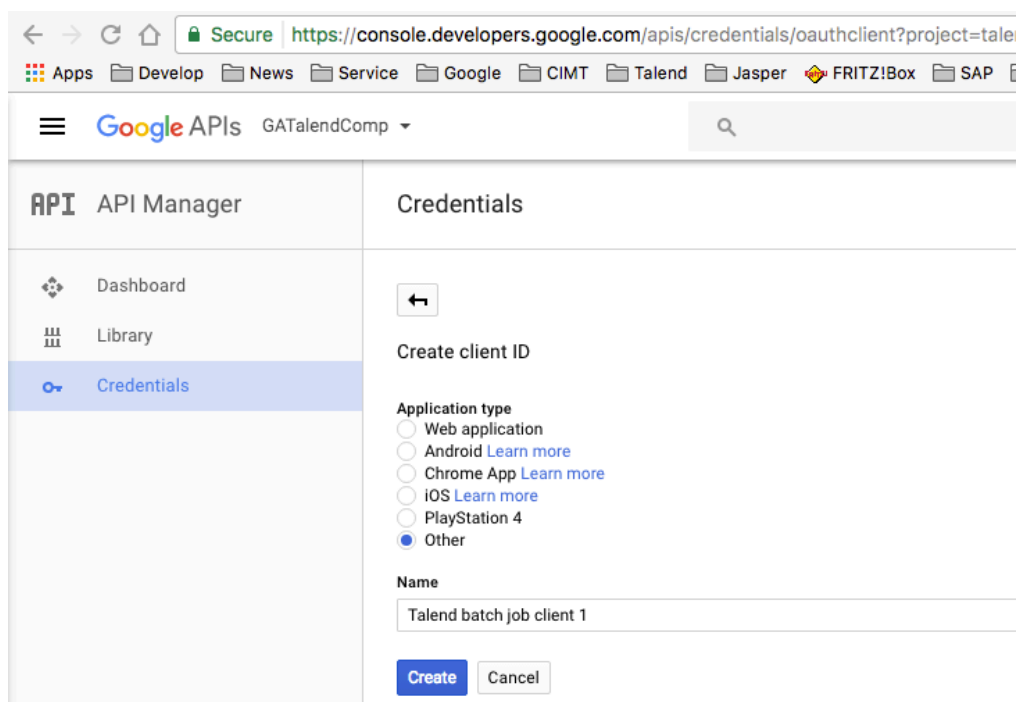 Secure https://console.developers.google.com/apis/credentials/oauthclient?project=taler
Apps Develop News Service Google CIMT Talend Jasper FRITZ!Box SAP
Google APIs GATalendComp
API API Manager
Credentials
Dashboard
Library
Credentials
Create client ID
Application type
Web application
Android Learn more
Chrome App Learn more
iOS Learn more
PlayStation 4
Other
Name
Talend batch job client 1
Create Cancel